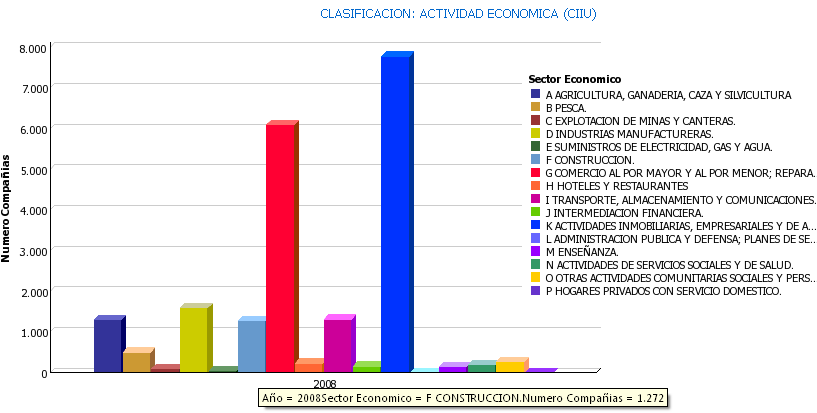 CLASIFICACION: ACTIVIDAD ECONOMICA (CIIU)
8.000
7.000
6.000
5.000
4.000
3.000
2.000
1.000
0
Numero Compañias
2008
Sector Economico
A AGRICULTURA, GANADERIA, CAZA Y SILVICULTURA
B PESCA.
C EXPLOTACION DE MINAS Y CANTERAS.
D INDUSTRIAS MANUFACTURERAS.
E SUMINISTROS DE ELECTRICIDAD, GAS Y AGUA.
F CONSTRUCCION.
G COMERCIO AL POR MAYOR Y AL POR MENOR; REPARA.
H HOTELES Y RESTAURANTES
I TRANSPORTE, ALMACENAMIENTO Y COMUNICACIONES.
J INTERMEDIACION FINANCIERA.
K ACTIVIDADES INMOBILIARIAS, EMPRESARIALES Y DE A...
L ADMINISTRACION PUBLICA Y DEFENSA; PLANES DE SE...
M ENSEÑANZA.
N ACTIVIDADES DE SERVICIOS SOCIALES Y DE SALUD.
O OTRAS ACTIVIDADES COMUNITARIAS SOCIALES Y PERS...
P HOGARES PRIVADOS CON SERVICIO DOMESTICO.
Año = 2008Sector Economico = F CONSTRUCCION.Numero Compañias = 1.272